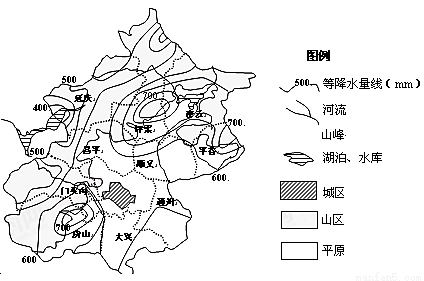 图例
500 等降水量线（mm）
河流
山峰
湖泊、水库
城区
山区
平原
500
延庆
400
700
怀柔
密云
700
昌平
顺义
平谷
500
600
门头沟
通州
700
房山
大兴
600